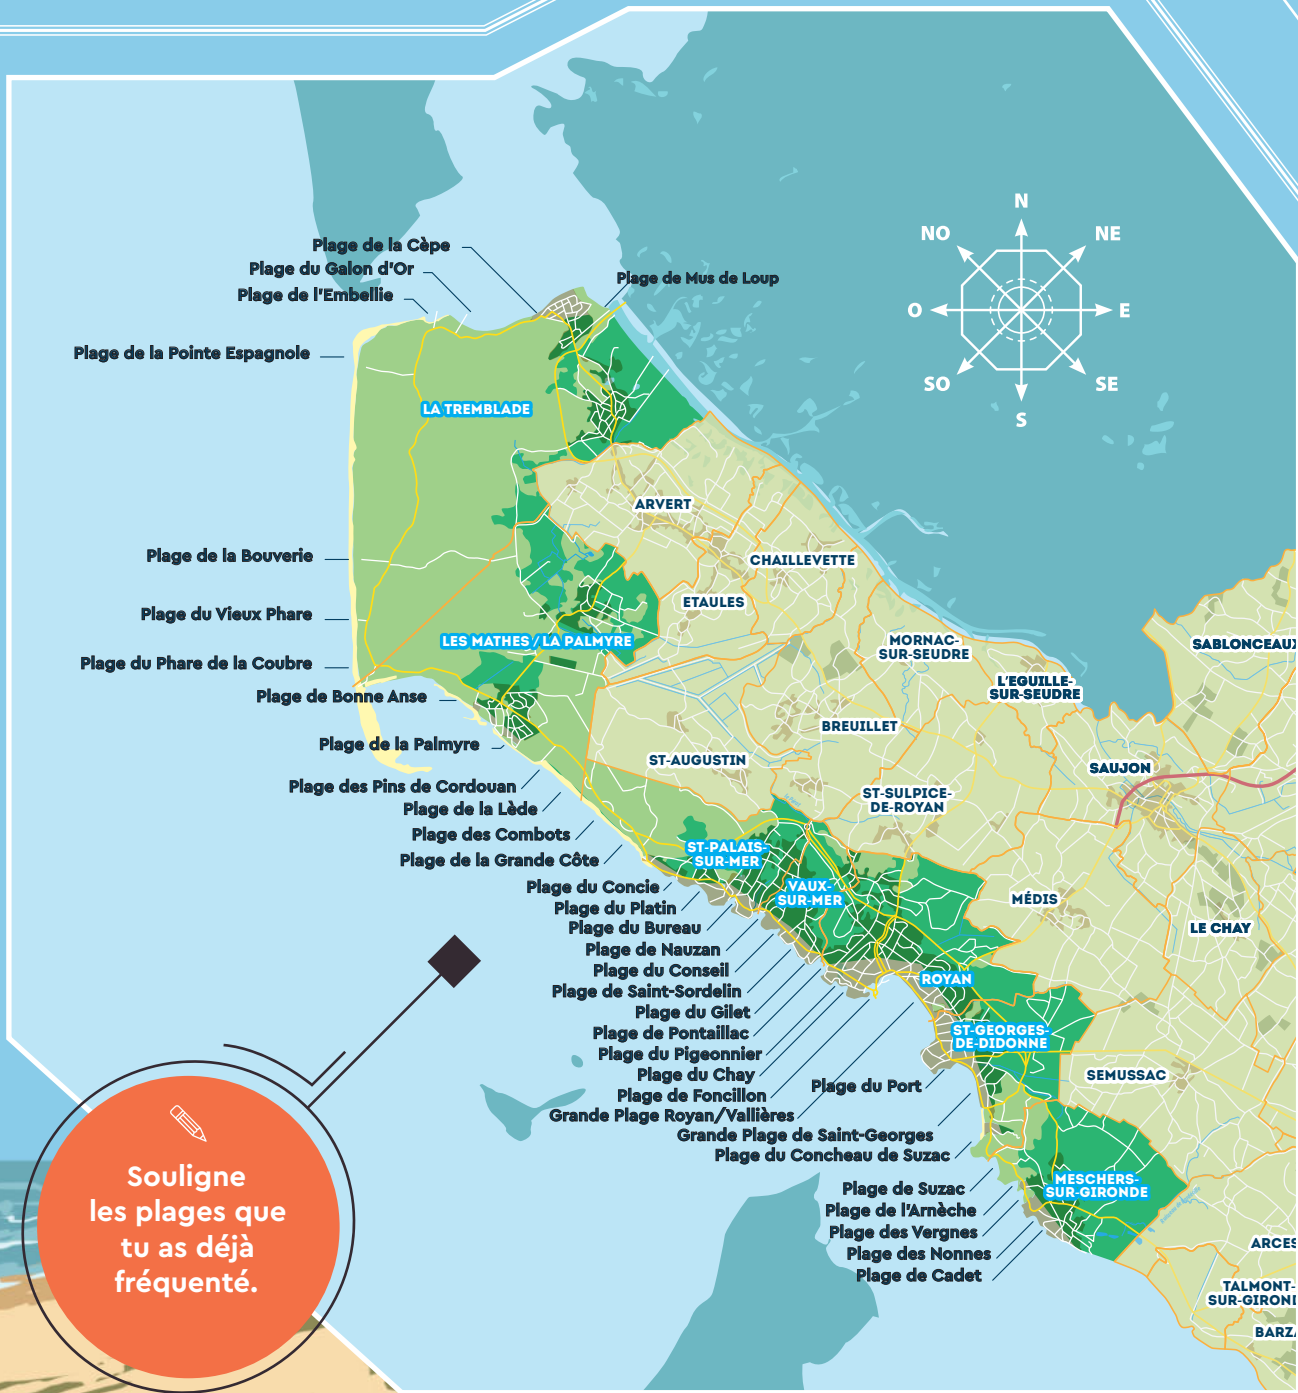 N
NO
NE
O
E
SO
SE
S
Plage de la Cèpe
Plage du Galon d'Or
Plage de Mus de Loup
Plage de l'Embellie
Plage de la Pointe Espagnole
LA TREMBLADE
ARVERT
Plage de la Bouverie
CHAILLEVETTE
ETAULES
Plage du Vieux Phare
LES MATHES / LA PALMYRE
MORNAC-
SUR-SEUDRE
SABLONCEAUX
Plage du Phare de la Coubre
L'EGUILLE-
SUR-SEUDRE
Plage de Bonne Anse
BREUILLET
Plage de la Palmyre
ST-AUGUSTIN
SAUJON
Plage des Pins de Cordouan
ST-SULPICE-
DE-ROYAN
Plage de la Lède
Plage des Combots
ST-PALAIS-
SUR-MER
Plage de la Grande Côte
Plage du Concie
VAUX-
SUR-MER
MÉDIS
Plage du Platin
Plage du Bureau
LE CHAY
Plage de Nauzan
Plage du Conseil
ROYAN
Plage de Saint-Sordelin
Plage du Gilet
Plage de Pontaillac
ST-GEORGES-
DE-DIDONNE
Plage du Pigeonnier
Plage du Chay
SEMUSSAC
Plage du Port
Plage de Foncillon
Grande Plage Royan/Vallières
Grande Plage de Saint-Georges
Plage du Concheau de Suzac
Plage de Suzac
MESCHERS-
SUR-GIRONDE
Plage de l'Arnèche
Plage des Vergnes
Plage des Nonnes
Plage de Cadet
ARCES
TALMONT-
SUR-GIROND
BARZA
Souligne
les plages que
tu as déjà
fréquenté.